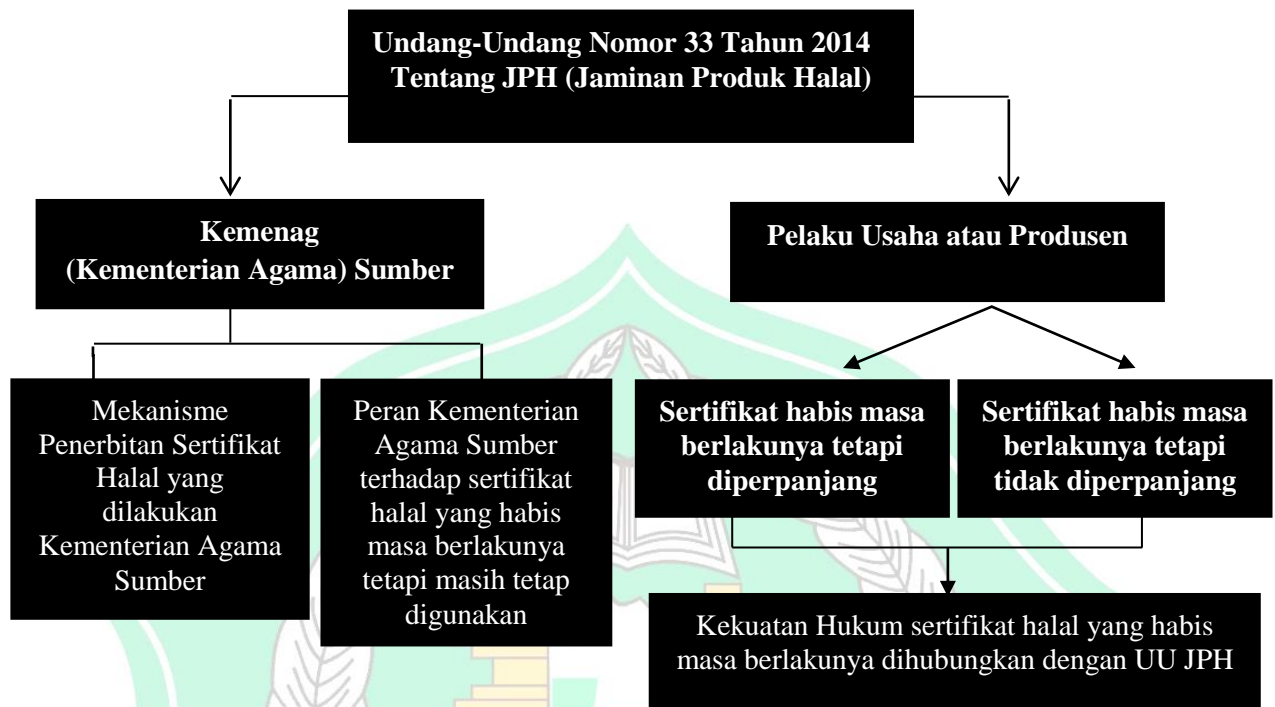 Undang-Undang Nomor 33 Tahun 2014
Tentang JPH (Jaminan Produk Halal)
Kemenag
(Kementerian Agama) Sumber
Pelaku Usaha atau Produsen
Mekanisme
Penerbitan Sertifikat
Halal yang
dilakukan
Kementerian Agama
Sumber
Peran Kementerian
Agama Sumber
terhadap sertifikat
halal yang habis
masa berlakunya
tetapi masih tetap
digunakan
Sertifikat habis masa
berlakunya tetapi
diperpanjang
Sertifikat habis masa
berlakunya tetapi
tidak diperpanjang
Kekuatan Hukum sertifikat halal yang habis
masa berlakunya dihubungkan dengan UU JPH